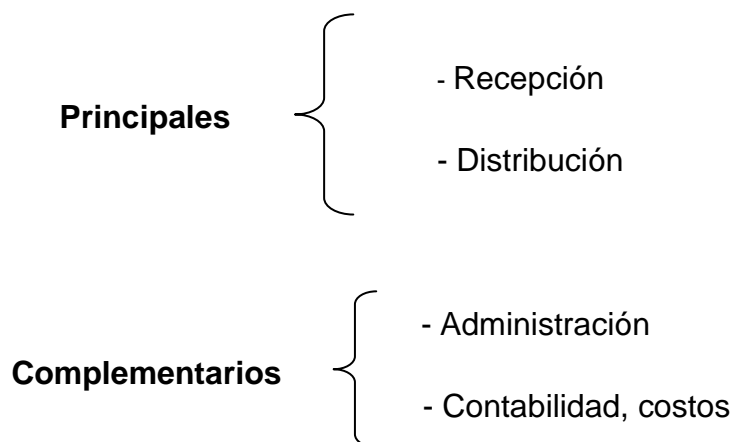 - Recepción
Principales
- Distribución
- Administración
Complementarios
- Contabilidad, costos